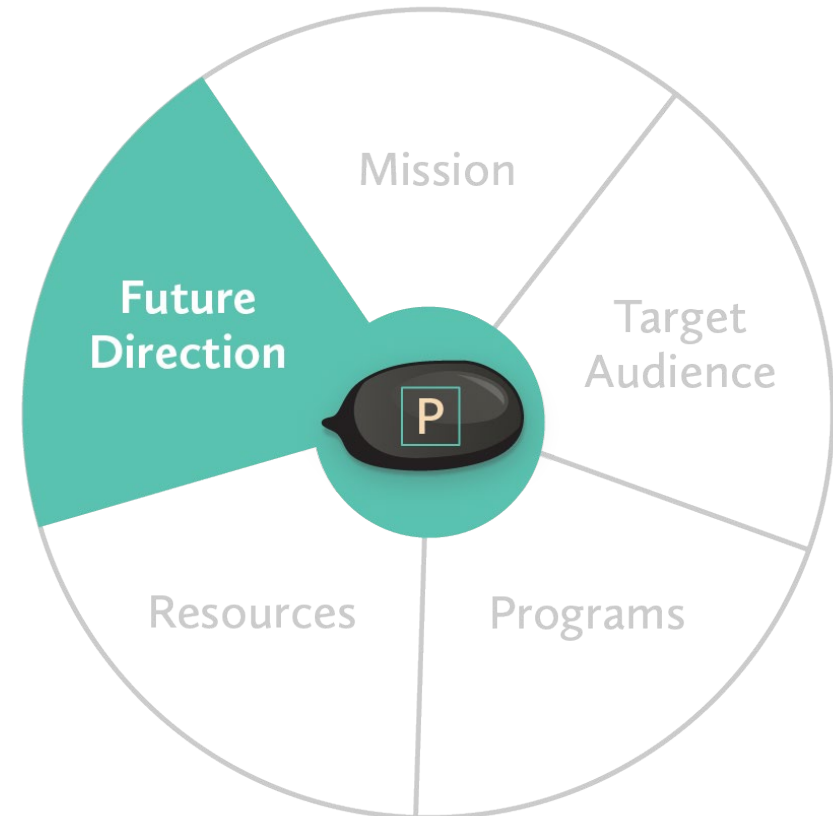 Mission
Target
Audience
Programs
Resources
Future
Direction
P